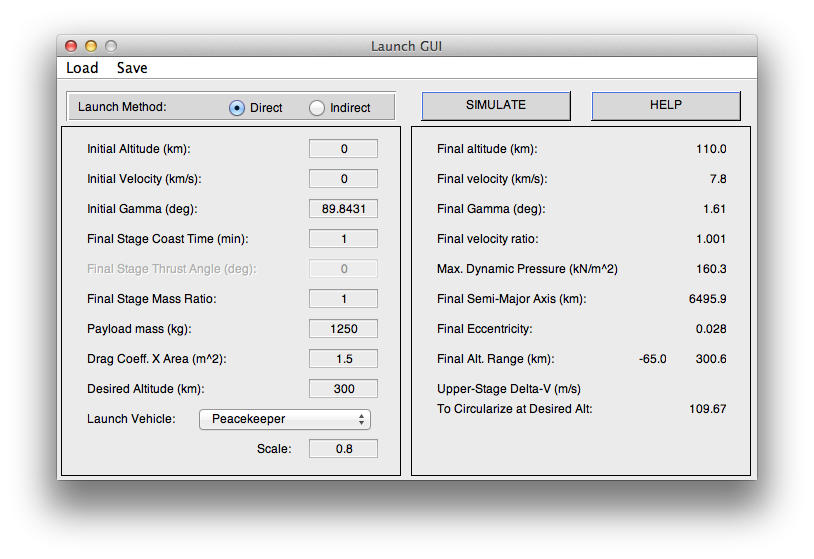 Launch GUI
Load Save
Launch Method: Direct Indirect SIMULATE HELP
Initial Altitude (km): 0
Initial Velocity (km/s): 0
Initial Gamma (deg): 89.8431
Final Stage Coast Time (min): 1
Final Stage Thrust Angle (deg): 0
Final Stage Mass Ratio: 1
Payload mass (kg): 1250
Drag Coeff. X Area (m^2): 1.5
Desired Altitude (km): 300
Launch Vehicle: Peacekeeper
Scale: 0.8
Final altitude (km): 110.0
Final velocity (km/s): 7.8
Final Gamma (deg): 1.61
Final velocity ratio: 1.001
Max. Dynamic Pressure (kN/m^2) 160.3
Final Semi-Major Axis (km): 6495.9
Final Eccentricity: 0.028
Final Alt. Range (km): -65.0 300.6
Upper-Stage Delta-V (m/s)
To Circularize at Desired Alt: 109.67